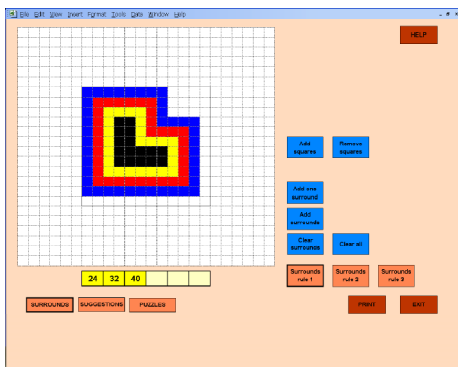 File Edit View Insert Format Tools Data Window Help
HELP
Add squares
Remove squares
Add one surround
Add surrounds
Clear surrounds
Clear all
24 32 40
Surrounds rule 1
Surrounds rule 2
Surrounds rule 3
SURROUNDS
SUGGESTIONS
PUZZLES
PRINT
EXIT